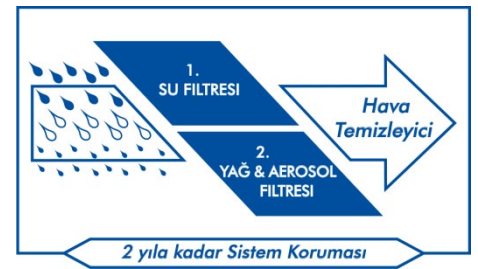 1.
SU FILTRESI
2.
YAĞ & AEROSOL
FILTRESI
Hava
Temizleyici
2 yıla kadar Sistem Koruması